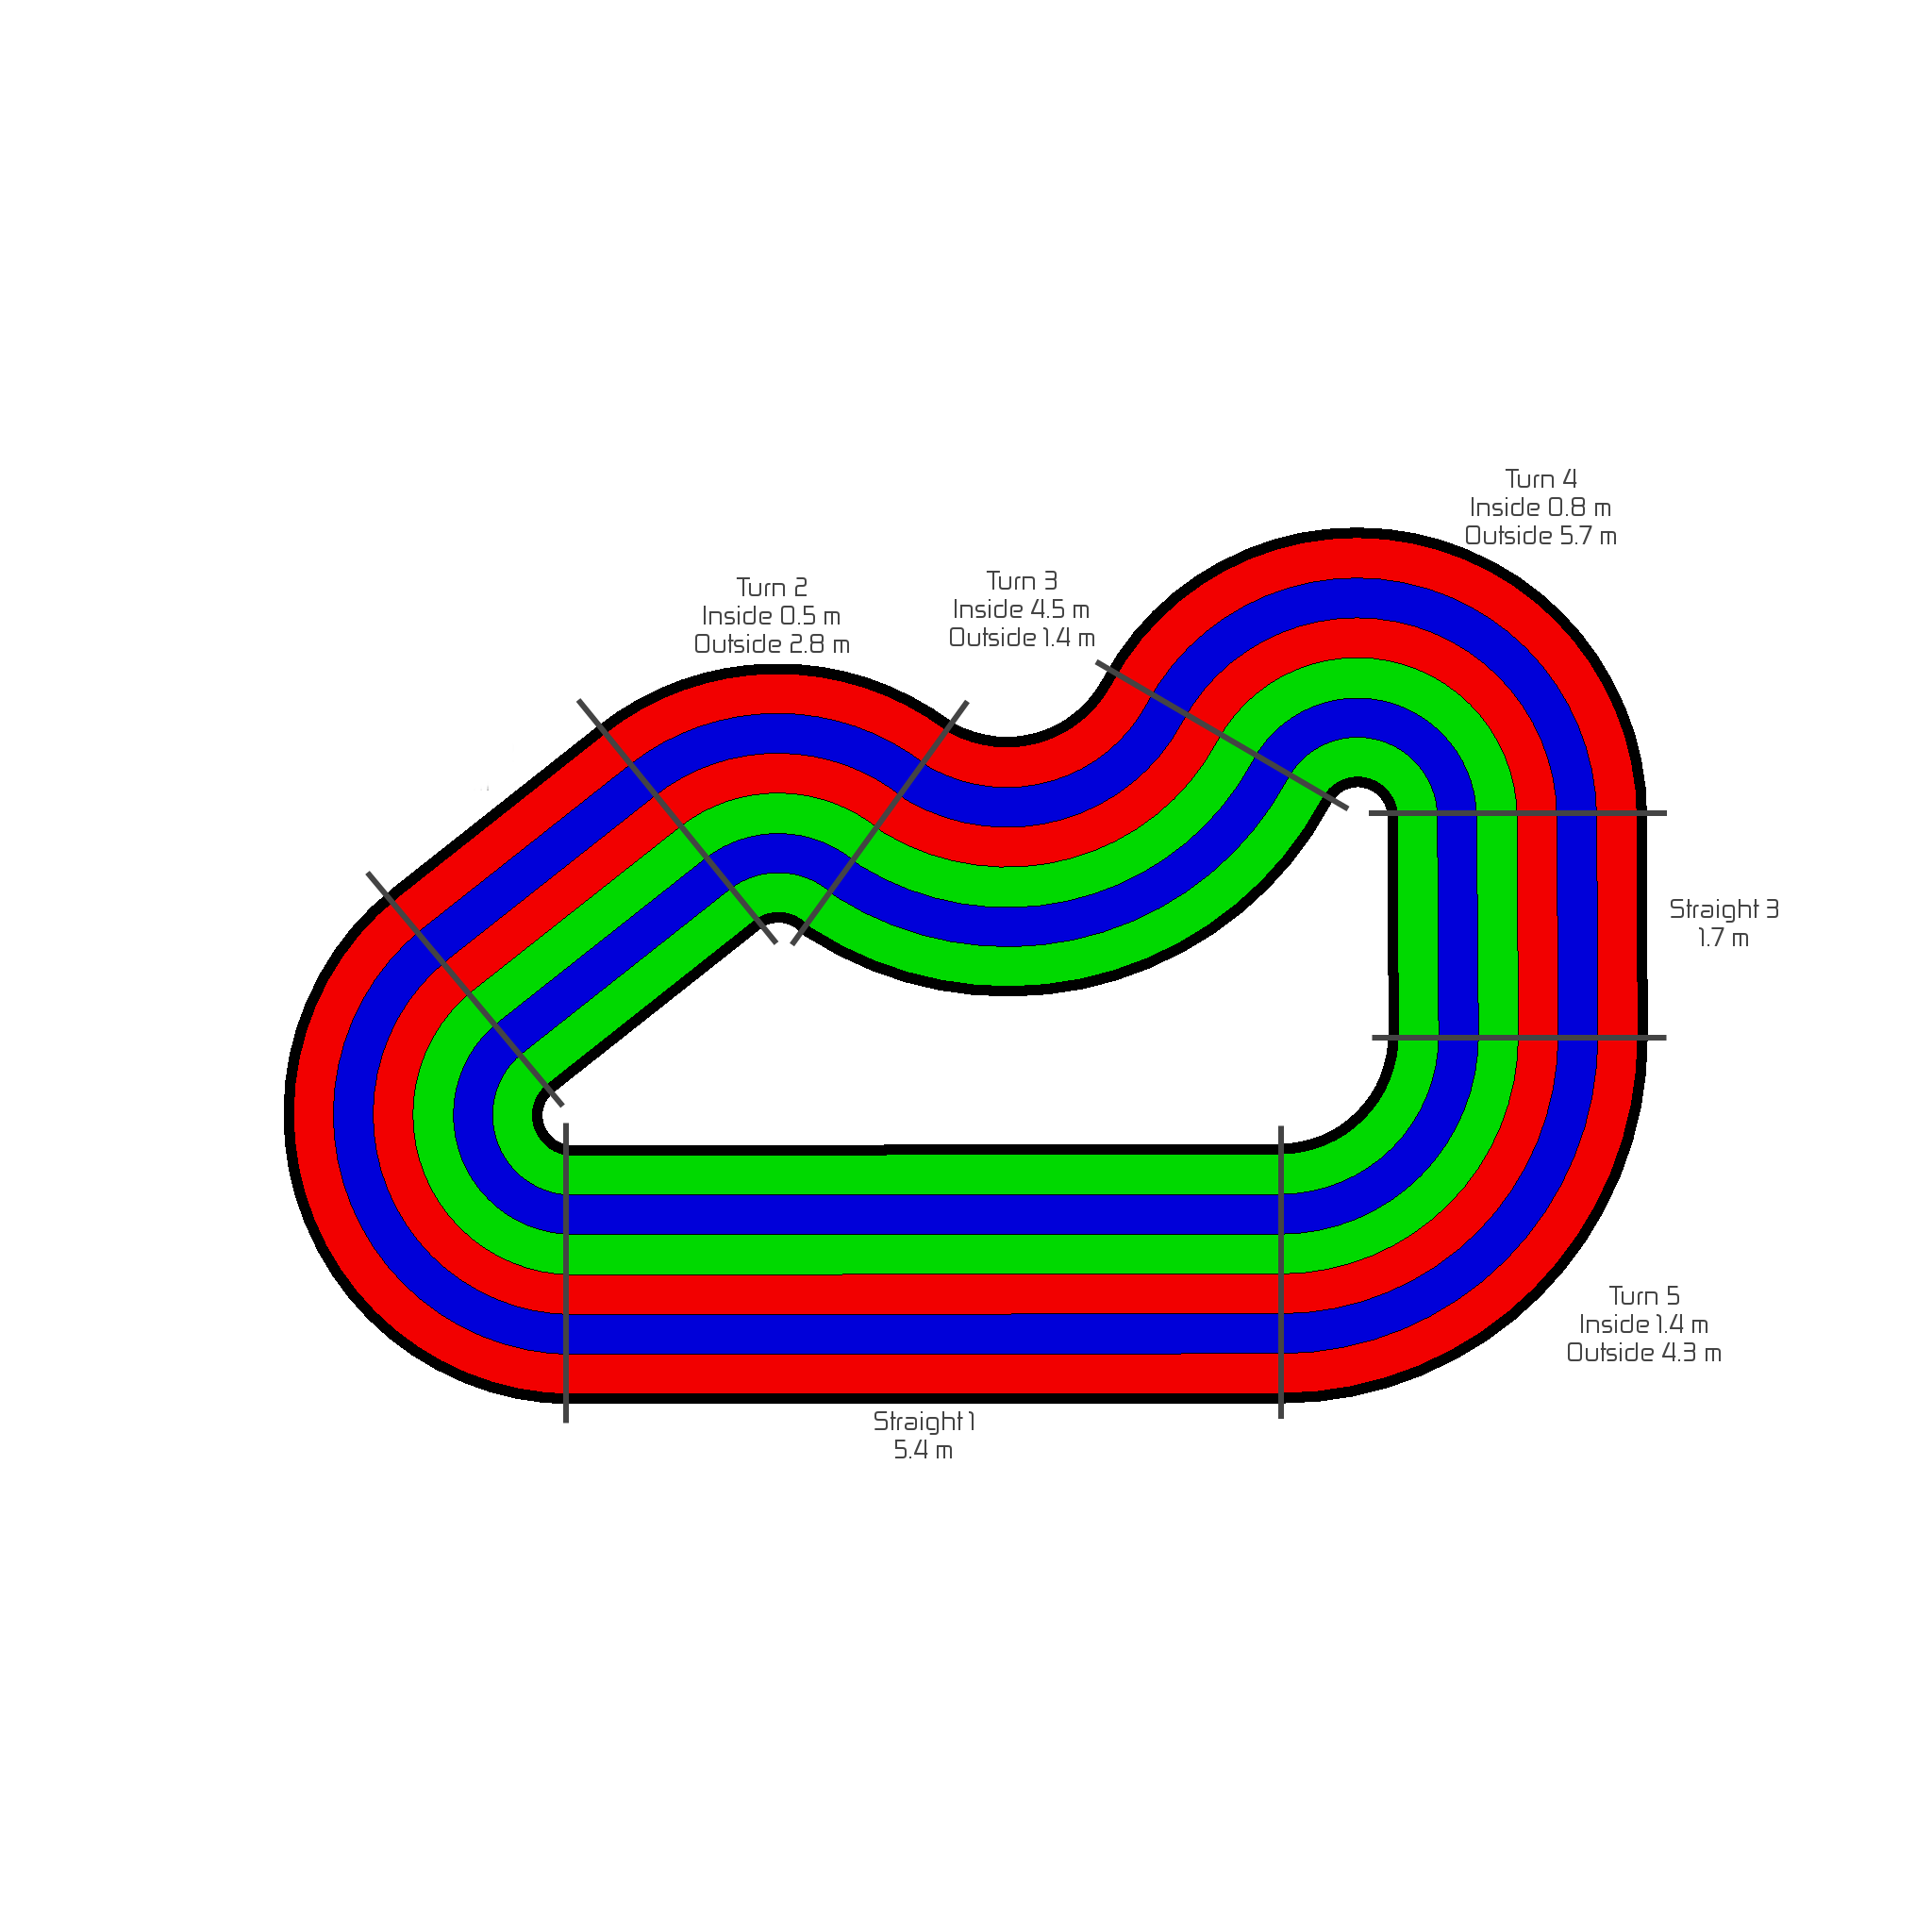 Turn 4
Inside 0.8 m
Outside 5.7 m
Turn 3
Inside 4.5 m
Outside 1.4 m
Turn 2
Inside 0.5 m
Outside 2.8 m
Straight 3
1.7 m
Turn 5
Inside 1.4 m
Outside 4.3 m
Straight 1
5.4 m